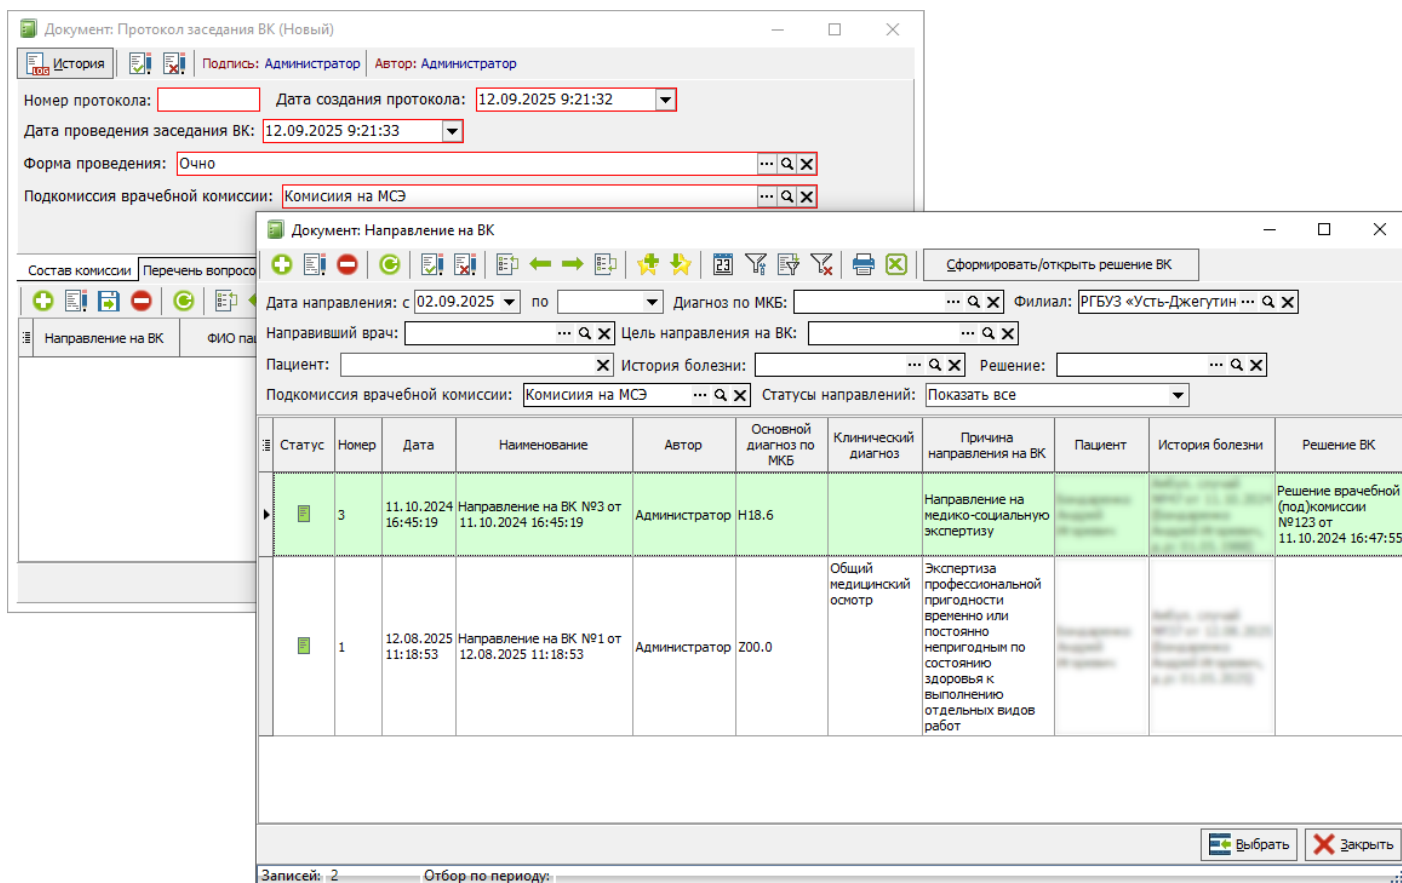 Документ: Протокол заседания ВК (Новый)
LOG История Подпись: Администратор Автор: Администратор
Номер протокола: Дата создания протокола: 12.09.2025 9:21:32
Дата проведения заседания ВК: 12.09.2025 9:21:33
Форма проведения: Очно
Подкомиссия врачебной комиссии: Комисиия на МСЭ
Состав комиссии Перечень вопросо
Направление на ВК ФИО па
Документ: Направление на ВК
23 Сформировать/открыть решение ВК
Дата направления: с 02.09.2025 по Диагноз по МКБ: Филиал: РГБУЗ «Усть-Джегутин
Направивший врач: Цель направления на ВК:
Пациент: История болезни: Решение:
Подкомиссия врачебной комиссии: Комисиия на МСЭ Статусы направлений: Показать все
Статус Номер Дата Наименование Автор Основной диагноз по МКБ Клинический диагноз Причина направления на ВК Пациент История болезни Решение ВК
3 11.10.2024 16:45:19 Направление на ВК №3 от 11.10.2024 16:45:19 Администратор H18.6 Направление на медико-социальную экспертизу Решение врачебной (под)комиссии №123 от 11.10.2024 16:47:55
1 12.08.2025 11:18:53 Направление на ВК №1 от 12.08.2025 11:18:53 Администратор Z00.0 Общий медицинский осмотр Экспертиза профессиональной пригодности временно или постоянно непригодным по состоянию здоровья к выполнению отдельных видов работ
Выбрать Закрыть
Записей: 2 Отбор по периоду: